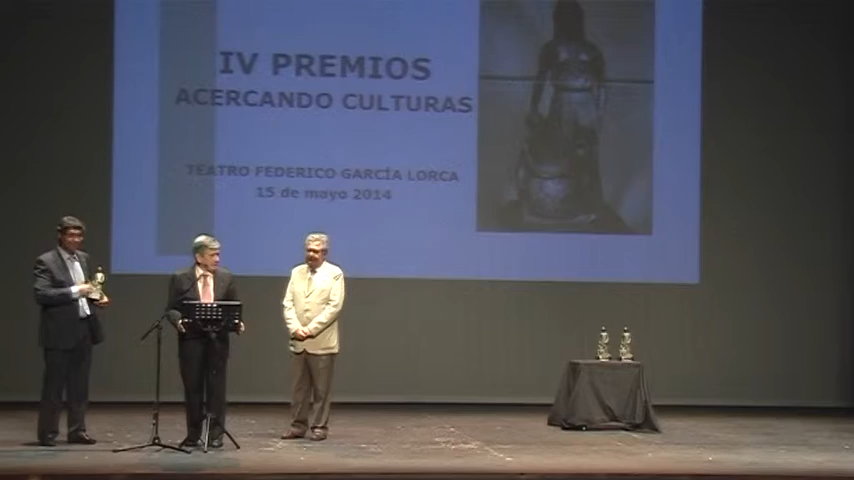 IV PREMIOS
ACERCANDO CULTURAS
TEATRO FEDERICO GARCÍA LORCA
15 de mayo 2014